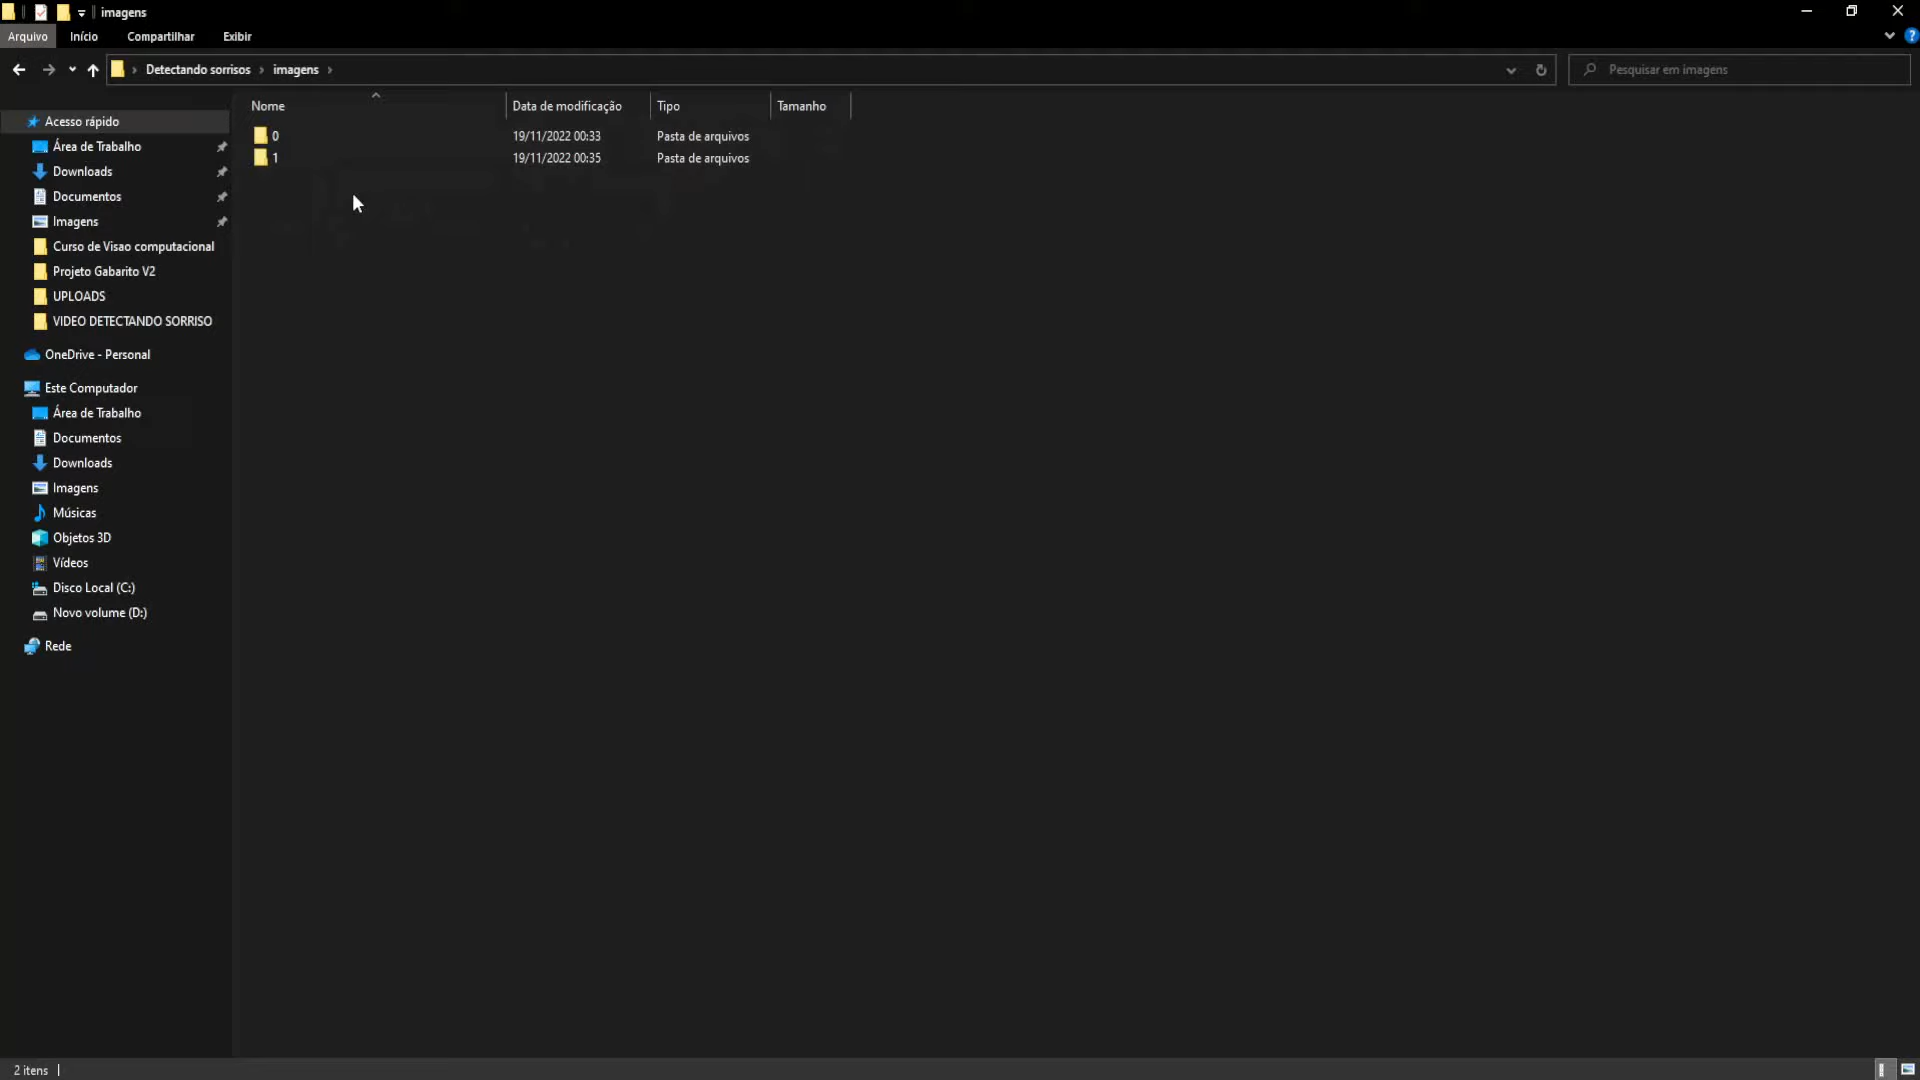 imagens
Arquivo Início Compartilhar Exibir
Detectando sorrisos imagens Pesquisar em imagens
Nome Data de modificação Tipo Tamanho
0 19/11/2022 00:33 Pasta de arquivos
1 19/11/2022 00:35 Pasta de arquivos
Acesso rápido
Área de Trabalho
Downloads
Documentos
Imagens
Curso de Visao computacional
Projeto Gabarito V2
UPLOADS
VIDEO DETECTANDO SORRISO
OneDrive - Personal
Este Computador
Área de Trabalho
Documentos
Downloads
Imagens
Músicas
Objetos 3D
Vídeos
Disco Local (C:)
Novo volume (D:)
Rede
2 itens